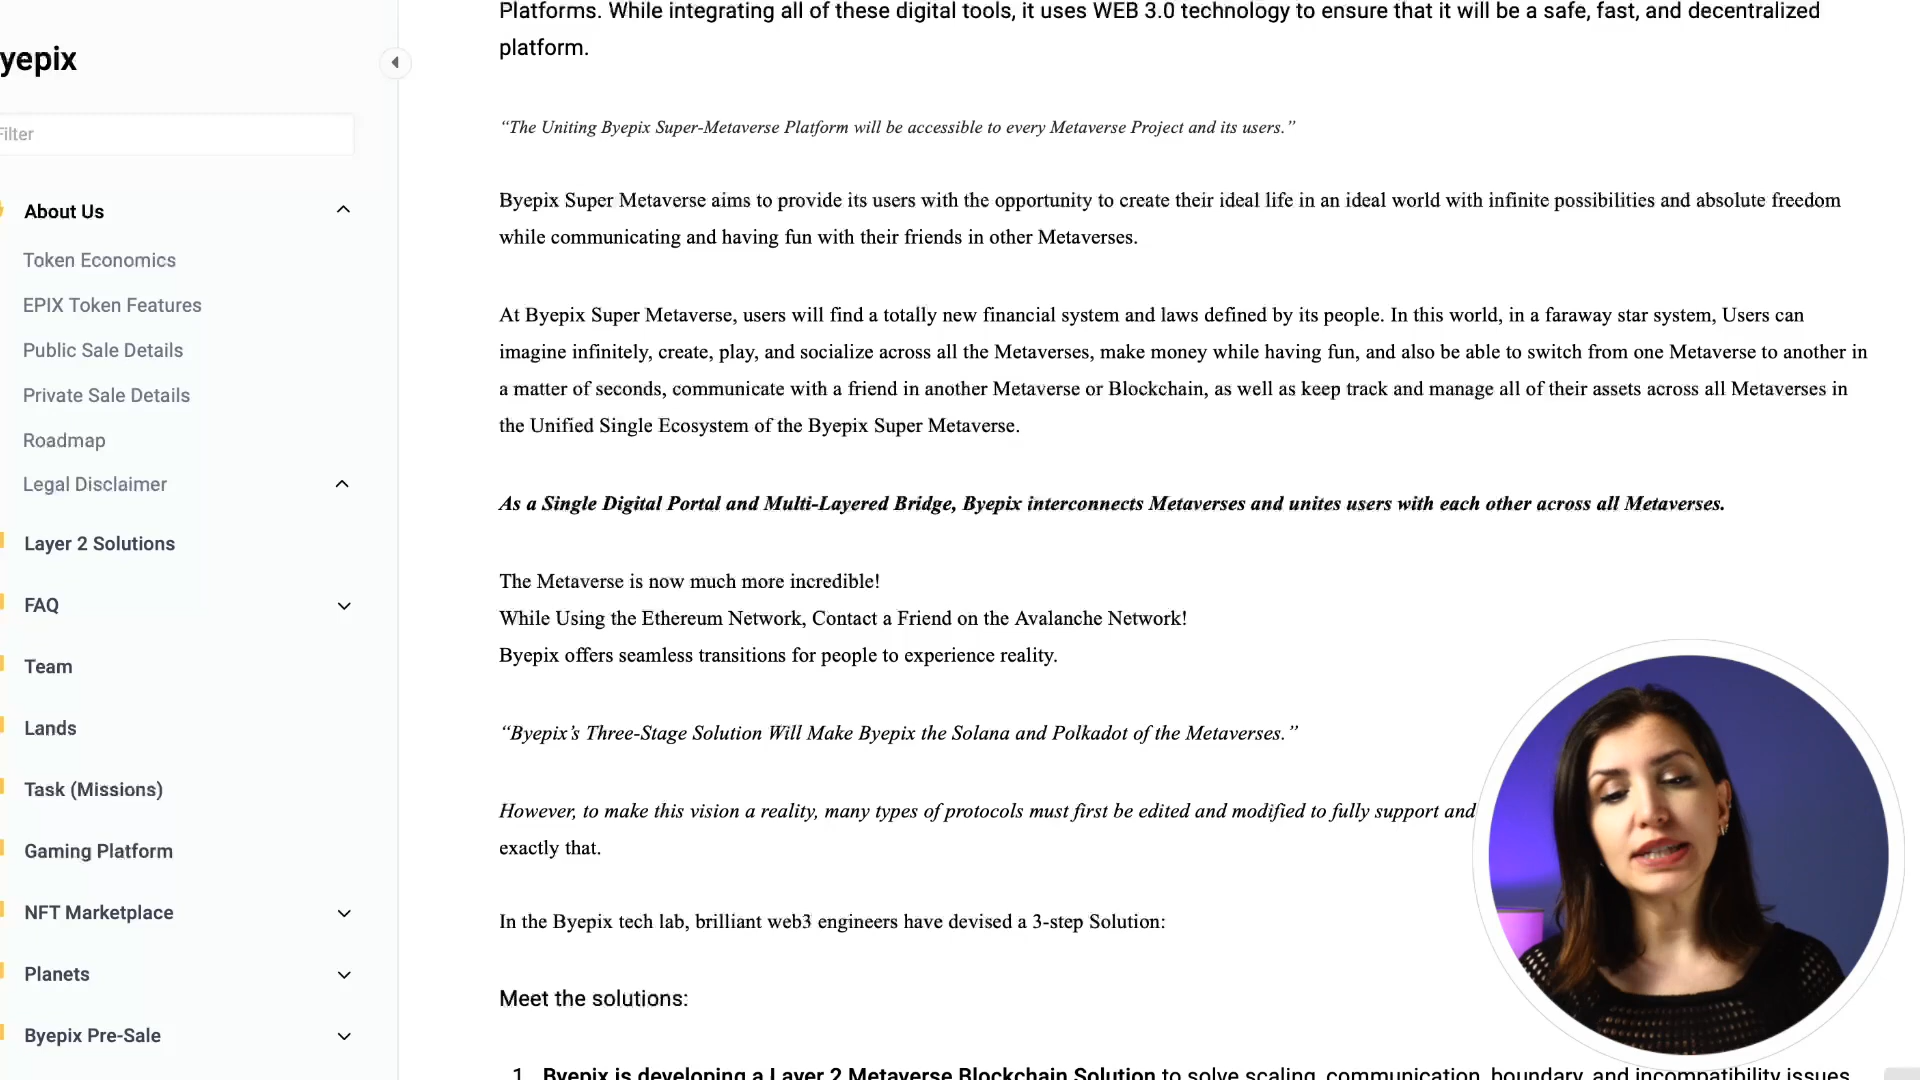 Platforms. While integrating all of these digital tools, it uses WEB 3.0 technology to ensure that it will be a safe, fast, and decentralized
platform.
yepix
Filter
About Us
Token Economics
EPIX Token Features
Public Sale Details
Private Sale Details
Roadmap
Legal Disclaimer
Layer 2 Solutions
FAQ
Team
Lands
Task (Missions)
Gaming Platform
NFT Marketplace
Planets
Byepix Pre-Sale
“The Uniting Byepix Super-Metaverse Platform will be accessible to every Metaverse Project and its users.”
Byepix Super Metaverse aims to provide its users with the opportunity to create their ideal life in an ideal world with infinite possibilities and absolute freedom
while communicating and having fun with their friends in other Metaverses.
At Byepix Super Metaverse, users will find a totally new financial system and laws defined by its people. In this world, in a faraway star system, Users can
imagine infinitely, create, play, and socialize across all the Metaverses, make money while having fun, and also be able to switch from one Metaverse to another in
a matter of seconds, communicate with a friend in another Metaverse or Blockchain, as well as keep track and manage all of their assets across all Metaverses in
the Unified Single Ecosystem of the Byepix Super Metaverse.
As a Single Digital Portal and Multi-Layered Bridge, Byepix interconnects Metaverses and unites users with each other across all Metaverses.
The Metaverse is now much more incredible!
While Using the Ethereum Network, Contact a Friend on the Avalanche Network!
Byepix offers seamless transitions for people to experience reality.
“Byepix’s Three-Stage Solution Will Make Byepix the Solana and Polkadot of the Metaverses.”
However, to make this vision a reality, many types of protocols must first be edited and modified to fully support and
exactly that.
In the Byepix tech lab, brilliant web3 engineers have devised a 3-step Solution:
Meet the solutions:
1. Byepix is developing a Layer 2 Metaverse Blockchain Solution to solve scaling, communication, boundary, and incompatibility issues